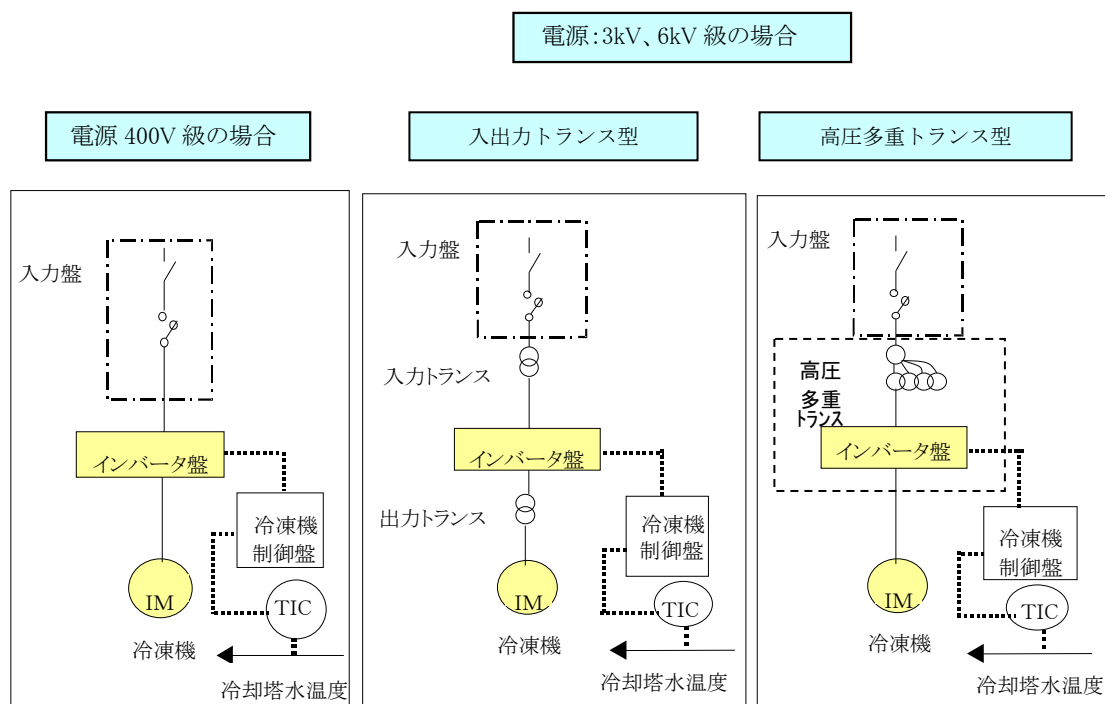 電源:3kV、6kV 級の場合
電源 400V 級の場合
入力盤
インバータ盤
冷凍機
制御盤
IM
TIC
冷凍機
冷却塔水温度
入出力トランス型
入力盤
入力トランス
インバータ盤
出力トランス
冷凍機
制御盤
IM
TIC
冷凍機
冷却塔水温度
高圧多重トランス型
入力盤
高圧
多重
トランス
インバータ盤
冷凍機
制御盤
IM
TIC
冷凍機
冷却塔水温度